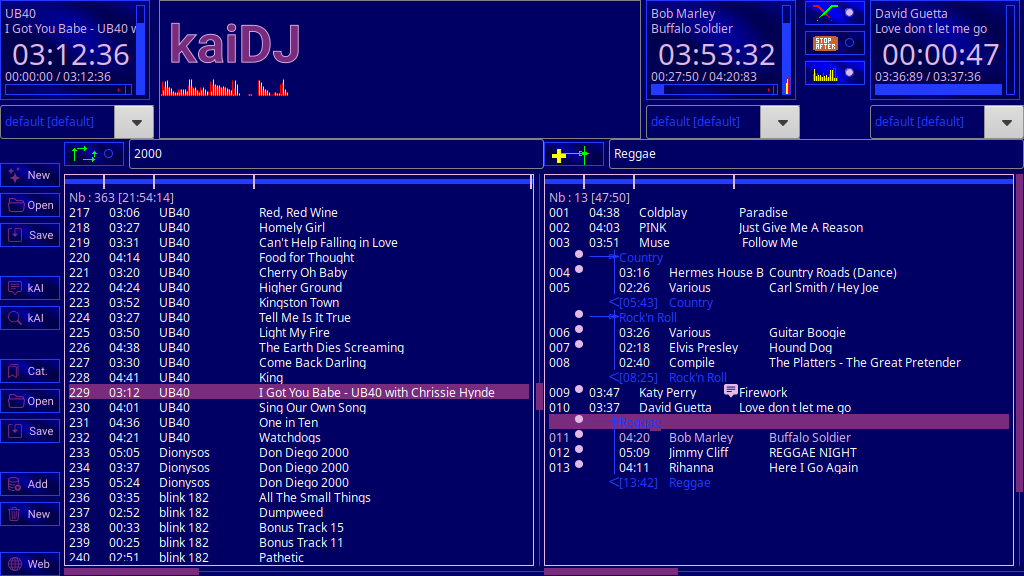 UB40
I Got You Babe - UB40 w
03:12:36
00:00:00 / 03:12:36
default [default]
kaiDJ
Bob Marley
Buffalo Soldier
03:53:32
00:27:50 / 04:20:83
default [default]
STOP AFTER
David Guetta
Love don t let me go
00:00:47
03:36:89 / 03:37:36
default [default]
2000
Reggae
New
Open
Save
kAI
kAI
Cat.
Open
Save
Add
New
Web
Nb : 363 [21:54:14]
217 03:06 UB40 Red, Red Wine
218 03:27 UB40 Homely Girl
219 03:31 UB40 Can't Help Falling in Love
220 04:14 UB40 Food for Thought
221 03:20 UB40 Cherry Oh Baby
222 04:24 UB40 Higher Ground
223 03:52 UB40 Kingston Town
224 03:27 UB40 Tell Me Is It True
225 03:50 UB40 Light My Fire
226 04:38 UB40 The Earth Dies Screaming
227 03:30 UB40 Come Back Darling
228 04:41 UB40 King
229 03:12 UB40 I Got You Babe - UB40 with Chrissie Hynde
230 04:01 UB40 Sing Our Own Song
231 04:36 UB40 One in Ten
232 04:21 UB40 Watchdogs
233 05:05 Dionysos Don Diego 2000
234 03:37 Dionysos Don Diego 2000
235 05:24 Dionysos Don Diego 2000
236 03:35 blink 182 All The Small Things
237 02:52 blink 182 Dumpweed
238 00:33 blink 182 Bonus Track 15
239 00:25 blink 182 Bonus Track 11
240 02:51 blink 182 Pathetic
Nb : 13 [47:50]
001 04:38 Coldplay Paradise
002 04:03 PINK Just Give Me A Reason
003 03:51 Muse Follow Me
Country
004 03:16 Hermes House B Country Roads (Dance)
005 02:26 Various Carl Smith / Hey Joe
<[05:43] Country
Rock'n Roll
006 03:26 Various Guitar Boogie
007 02:18 Elvis Presley Hound Dog
008 02:40 Compile The Platters - The Great Pretender
<[08:25] Rock'n Roll
009 03:47 Katy Perry Firework
010 03:37 David Guetta Love don t let me go
Reggae
011 04:20 Bob Marley Buffalo Soldier
012 05:09 Jimmy Cliff REGGAE NIGHT
013 04:11 Rihanna Here I Go Again
<[13:42] Reggae